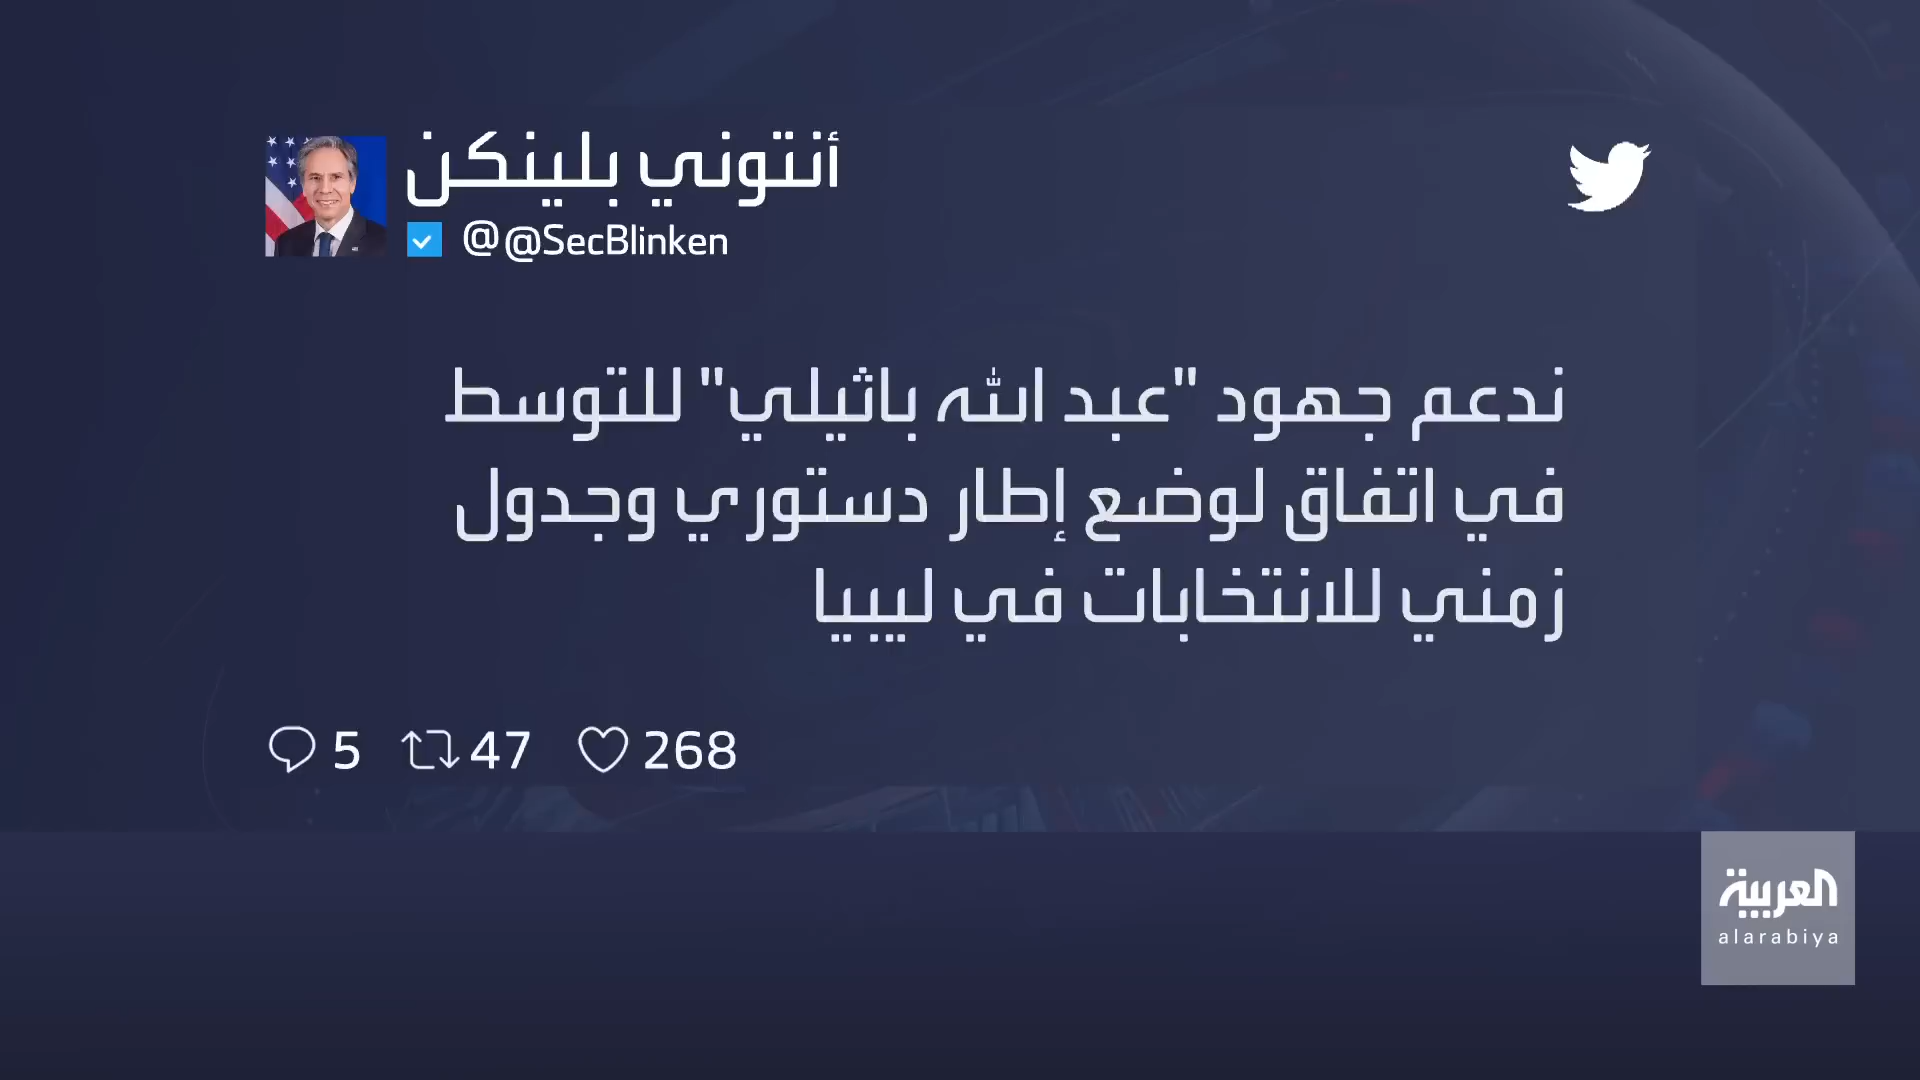 أنتوني بلينكن
@@SecBlinken
ندعم جهود "عبد الله باثيلي" للتوسط
في اتفاق لوضع إطار دستوري وجدول
زمني للانتخابات في ليبيا
5 47 268
العربية
alarabiya